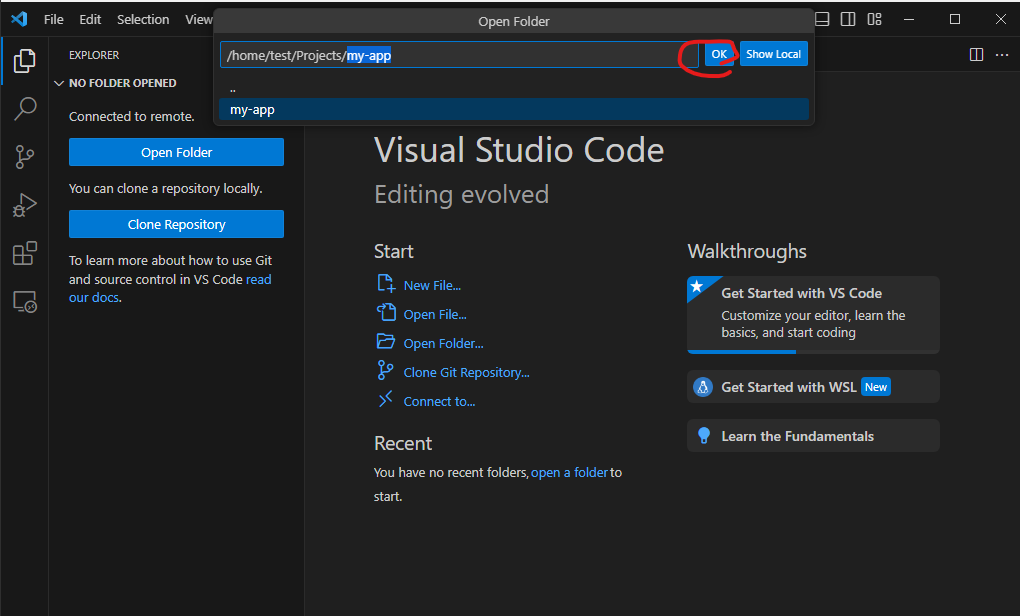 File Edit Selection View
Open Folder
/home/test/Projects/my-app
OK
Show Local
..
my-app
EXPLORER
NO FOLDER OPENED
Connected to remote.
Open Folder
You can clone a repository locally.
Clone Repository
To learn more about how to use Git
and source control in VS Code read
our docs.
Visual Studio Code
Editing evolved
Start
New File...
Open File...
Open Folder...
Clone Git Repository...
Connect to...
Recent
You have no recent folders, open a folder to
start.
Walkthroughs
Get Started with VS Code
Customize your editor, learn the
basics, and start coding
Get Started with WSL New
Learn the Fundamentals